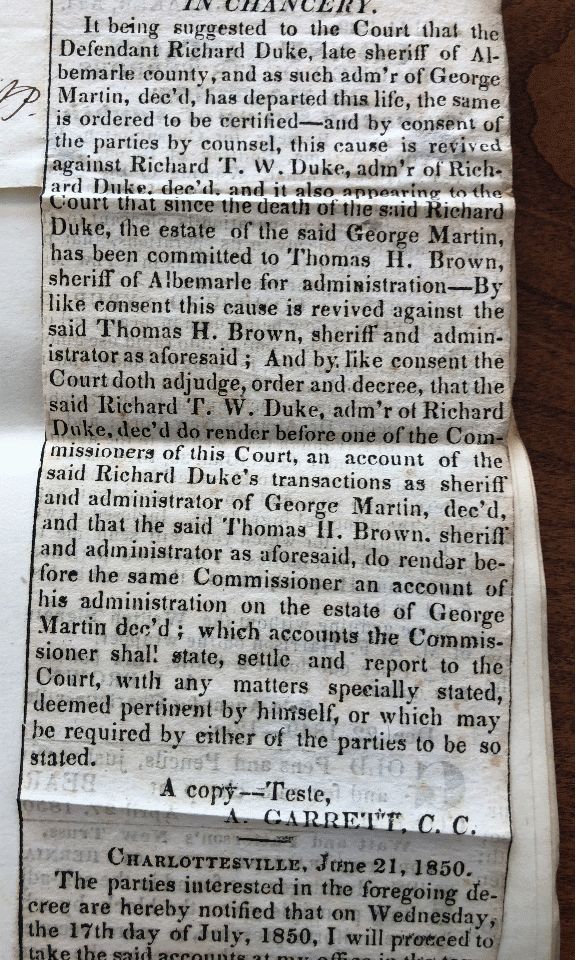 IN CHANCERY.
It being suggested to the Court that the
Defendant Richard Duke, late sheriff of Al-
bemarle county, and as such adm'r of George
Martin, dec'd, has departed this life, the same
is ordered to be certified—and by consent of
the parties by counsel, this cause is revived
against Richard T. W. Duke, adm'r of Rich-
ard Duke, dec'd, and it also appearing to the
Court that since the death of the said Richard
Duke, the estate of the said George Martin,
has been committed to Thomas H. Brown,
sheriff of Albemarle for administration—By
like consent this cause is revived against the
said Thomas H. Brown, sheriff and admin-
istrator as aforesaid ; And by like consent the
Court doth adjudge, order and decree, that the
said Richard T. W. Duke, adm'r of Richard
Duke, dec'd do render before one of the Com-
missioners of this Court, an account of the
said Richard Duke's transactions as sheriff
and administrator of George Martin, dec'd,
and that the said Thomas H. Brown. sheriff
and administrator as aforesaid, do render be-
fore the same Commissioner an account of
his administration on the estate of George
Martin dec'd ; which accounts the Commis-
sioner shall state, settle and report to the
Court, with any matters specially stated,
deemed pertinent by himself, or which may
be required by either of the parties to be so
stated.
A copy—Teste,
A. GARRETT, C. C.
CHARLOTTESVILLE, June 21, 1850.
The parties interested in the foregoing de-
cree are hereby notified that on Wednesday,
the 17th day of July, 1850, I will proceed to
take the said accounts at my office in the